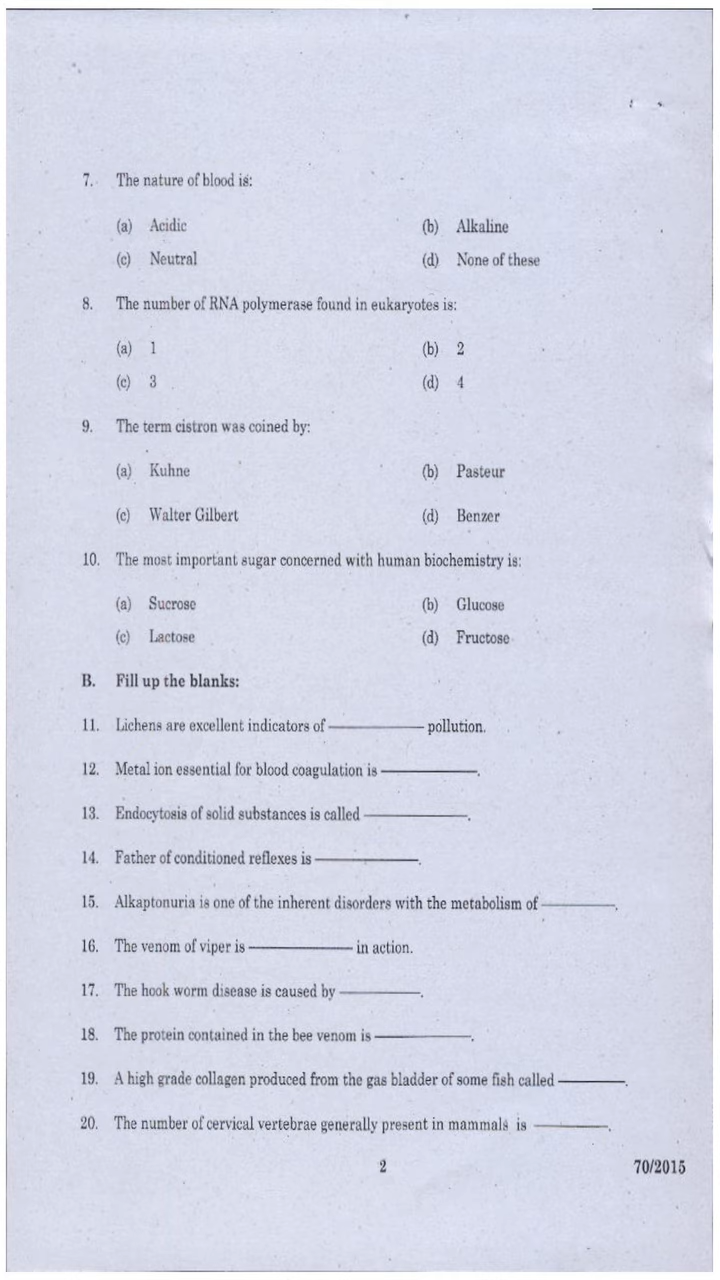 7. The nature of blood is:
(a) Acidic (b) Alkaline
(c) Neutral (d) None of these
8. The number of RNA polymerase found in eukaryotes is:
(a) 1 (b) 2
(c) 3 (d) 4
9. The term cistron was coined by:
(a) Kuhne (b) Pasteur
(c) Walter Gilbert (d) Benzer
10. The most important sugar concerned with human biochemistry is:
(a) Sucrose (b) Glucose
(c) Lactose (d) Fructose
B. Fill up the blanks:
11. Lichens are excellent indicators of ———— pollution.
12. Metal ion essential for blood coagulation is ————.
13. Endocytosis of solid substances is called ————.
14. Father of conditioned reflexes is ————.
15. Alkaptonuria is one of the inherent disorders with the metabolism of ————.
16. The venom of viper is ———— in action.
17. The hook worm disease is caused by ————.
18. The protein contained in the bee venom is ————.
19. A high grade collagen produced from the gas bladder of some fish called ————.
20. The number of cervical vertebrae generally present in mammals is ————.
2 70/2015